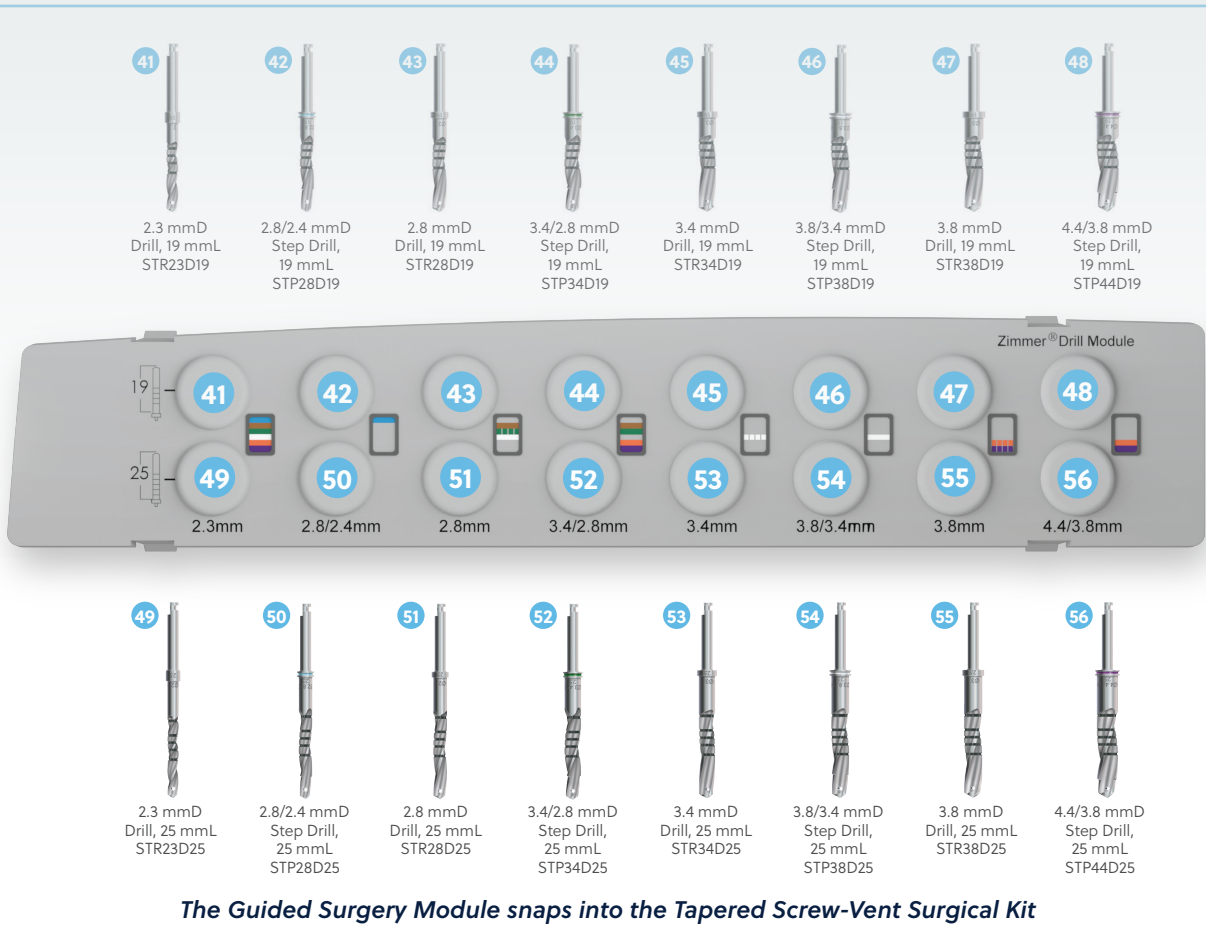 41 42 43 44 45 46 47 48
2.3 mmD
Drill, 19 mmL
STR23D19
2.8/2.4 mmD
Step Drill,
19 mmL
STP28D19
2.8 mmD
Drill, 19 mmL
STR28D19
3.4/2.8 mmD
Step Drill,
19 mmL
STP34D19
3.4 mmD
Drill, 19 mmL
STR34D19
3.8/3.4 mmD
Step Drill,
19 mmL
STP38D19
3.8 mmD
Drill, 19 mmL
STR38D19
4.4/3.8 mmD
Step Drill,
19 mmL
STP44D19
Zimmer® Drill Module
19 41 42 43 44 45 46 47 48
25 49 50 51 52 53 54 55 56
2.3mm 2.8/2.4mm 2.8mm 3.4/2.8mm 3.4mm 3.8/3.4mm 3.8mm 4.4/3.8mm
49 50 51 52 53 54 55 56
2.3 mmD
Drill, 25 mmL
STR23D25
2.8/2.4 mmD
Step Drill,
25 mmL
STP28D25
2.8 mmD
Drill, 25 mmL
STR28D25
3.4/2.8 mmD
Step Drill,
25 mmL
STP34D25
3.4 mmD
Drill, 25 mmL
STR34D25
3.8/3.4 mmD
Step Drill,
25 mmL
STP38D25
3.8 mmD
Drill, 25 mmL
STR38D25
4.4/3.8 mmD
Step Drill,
25 mmL
STP44D25
The Guided Surgery Module snaps into the Tapered Screw-Vent Surgical Kit